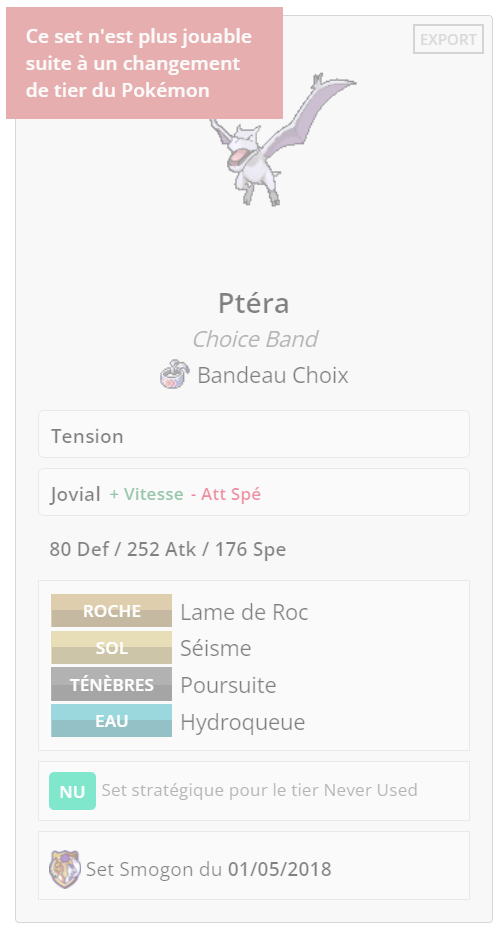 Ce set n'est plus jouable
suite à un changement
de tier du Pokémon
EXPORT
Ptéra
Choice Band
Bandeau Choix
Tension
Jovial + Vitesse - Att Spé
80 Def / 252 Atk / 176 Spe
ROCHE Lame de Roc
SOL Séisme
TÉNÈBRES Poursuite
EAU Hydroqueue
NU Set stratégique pour le tier Never Used
Set Smogon du 01/05/2018